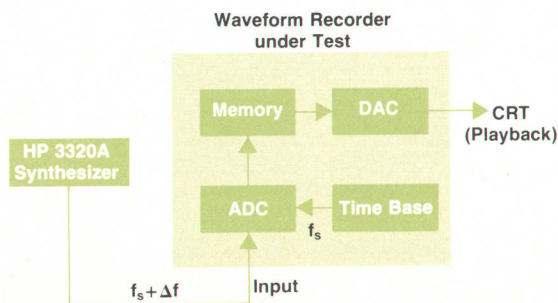 Waveform Recorder
under Test
Memory
DAC
CRT
(Playback)
HP 3320A
Synthesizer
ADC
Time Base
fₛ
fₛ+Δf
Input